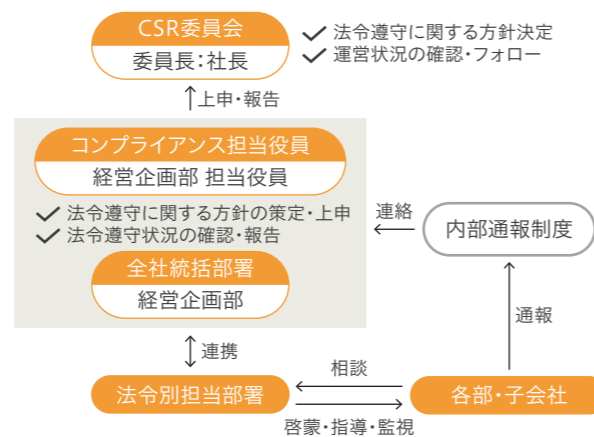 CSR委員会
委員長：社長
法令遵守に関する方針決定
運営状況の確認・フォロー
上申・報告
コンプライアンス担当役員
経営企画部 担当役員
法令遵守に関する方針の策定・上申
法令遵守状況の確認・報告
連絡
内部通報制度
全社統括部署
経営企画部
通報
連携
相談
法令別担当部署
各部・子会社
啓蒙・指導・監視